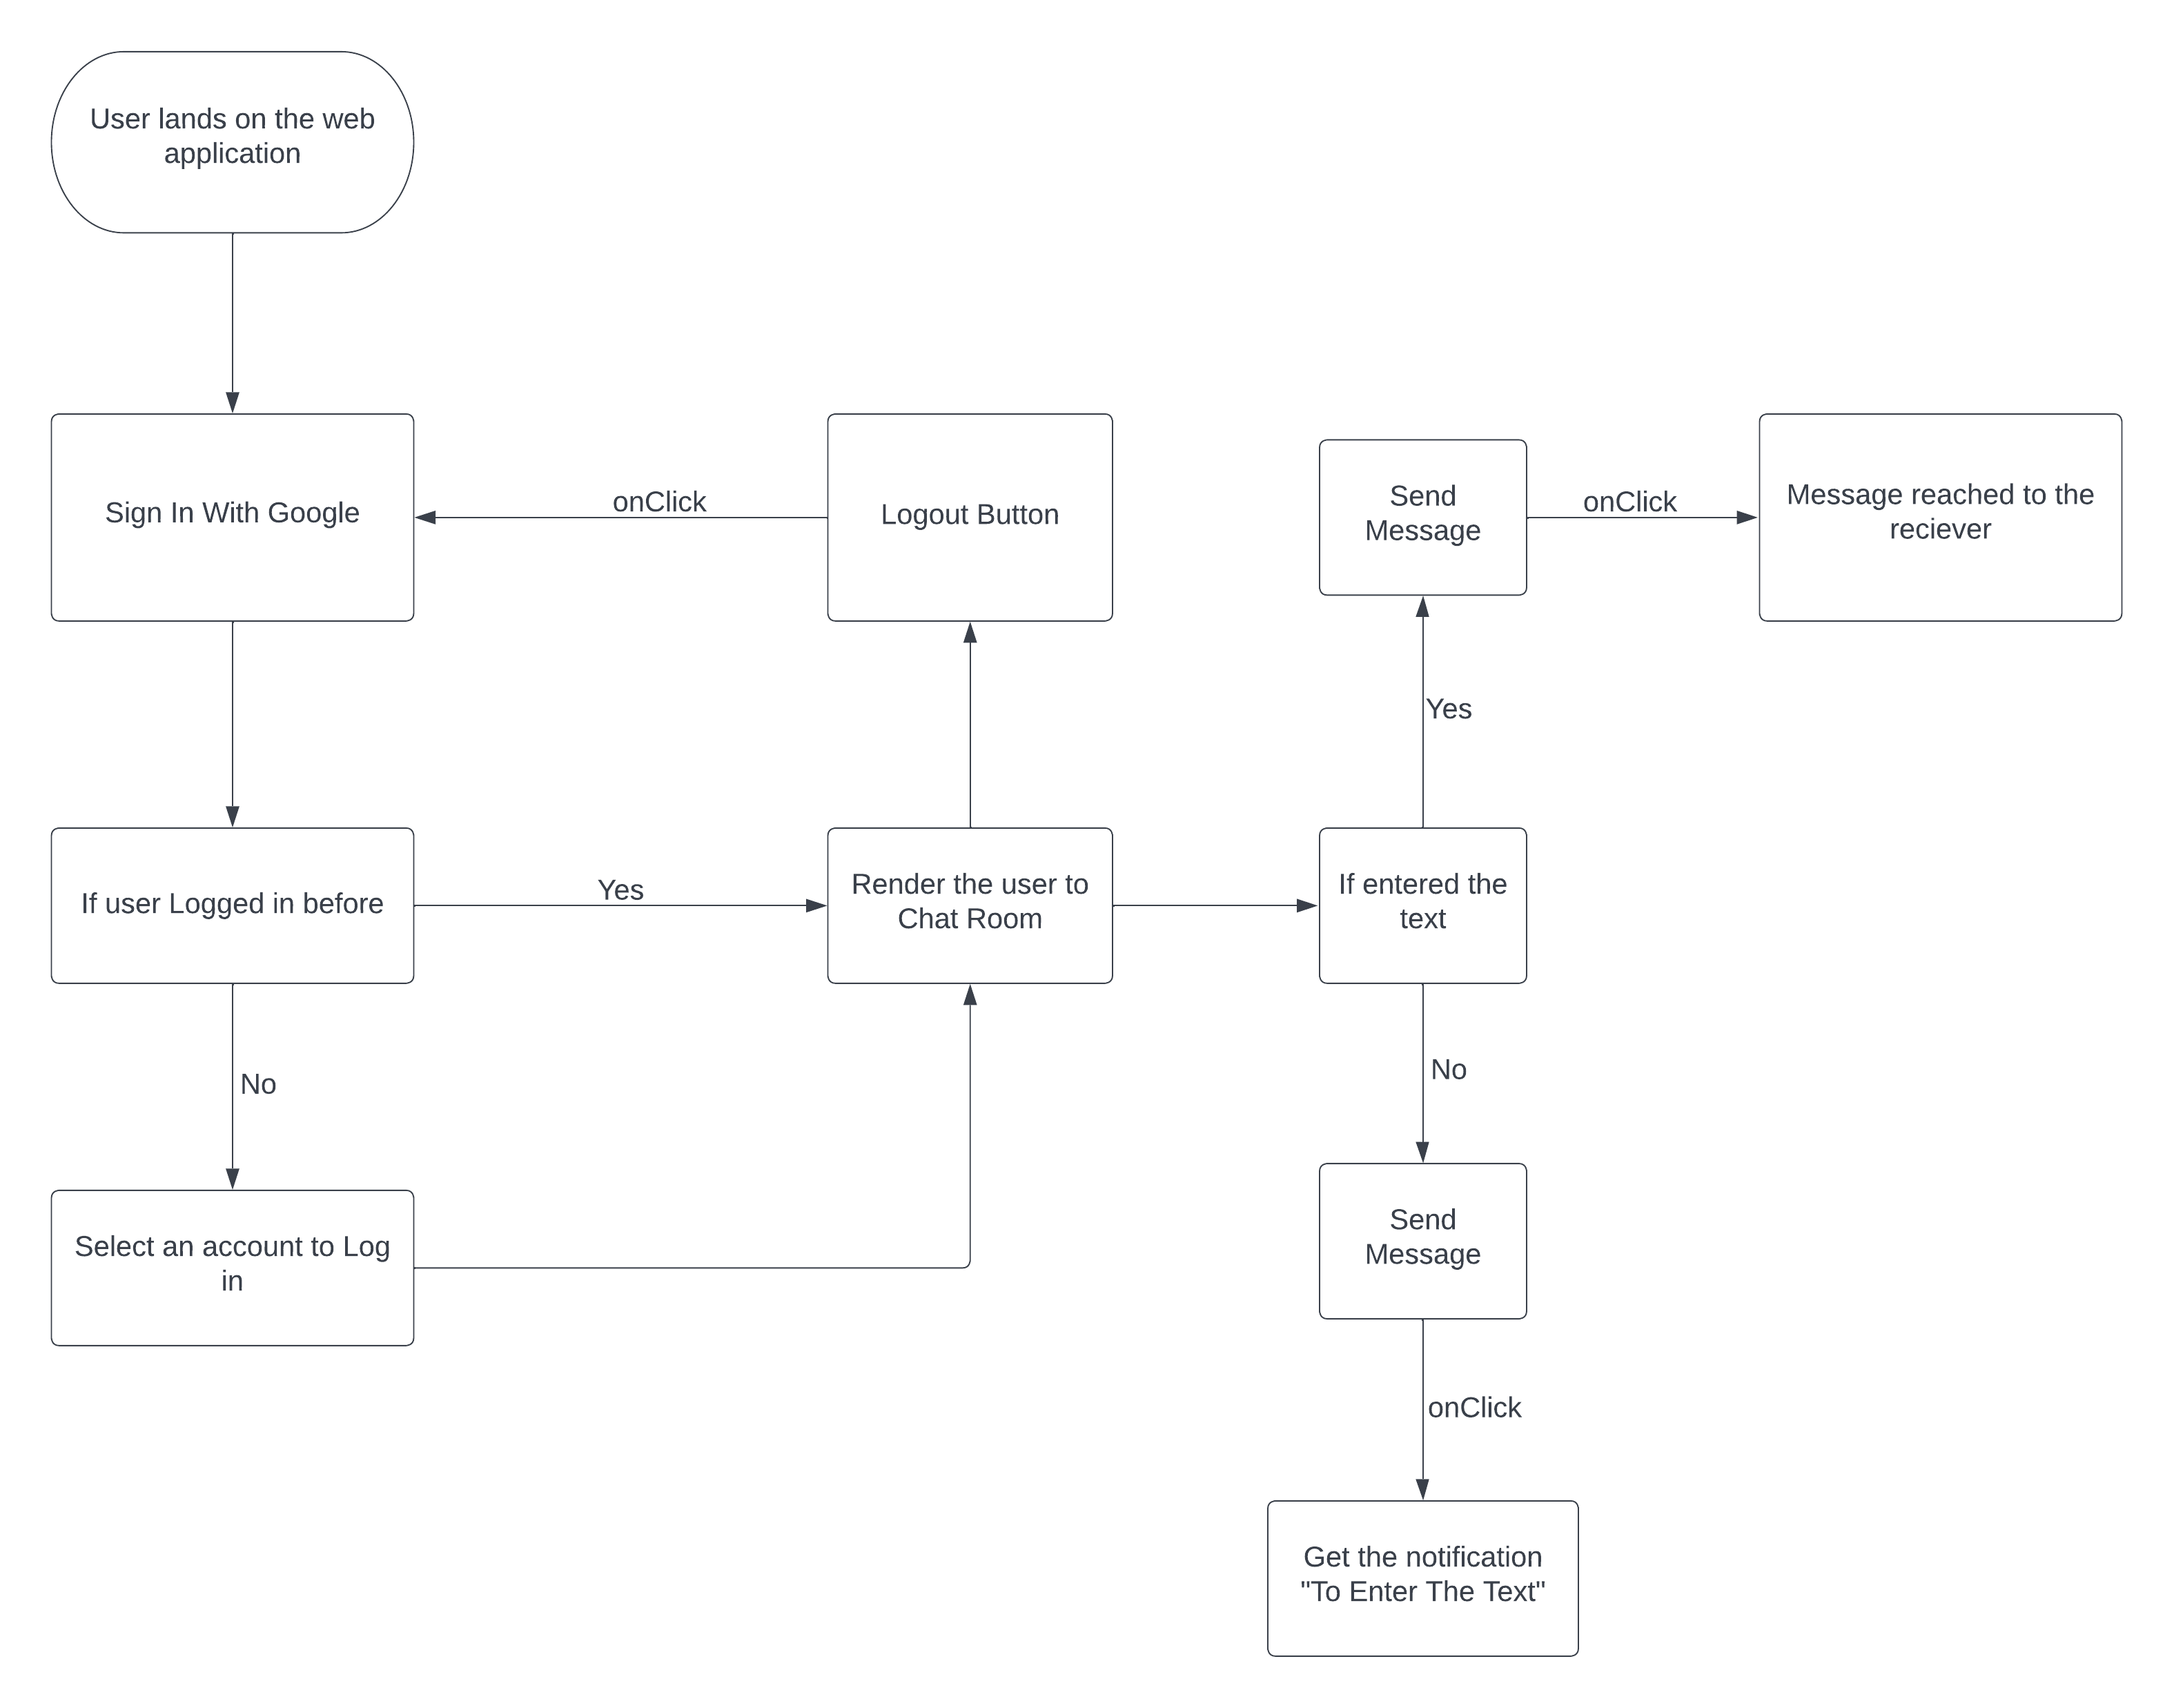 User lands on the web
application
Sign In With Google
onClick
Logout Button
Send
Message
onClick
Message reached to the
reciever
Yes
If user Logged in before
Yes
Render the user to
Chat Room
If entered the
text
No
No
Select an account to Log
in
Send
Message
onClick
Get the notification
"To Enter The Text"